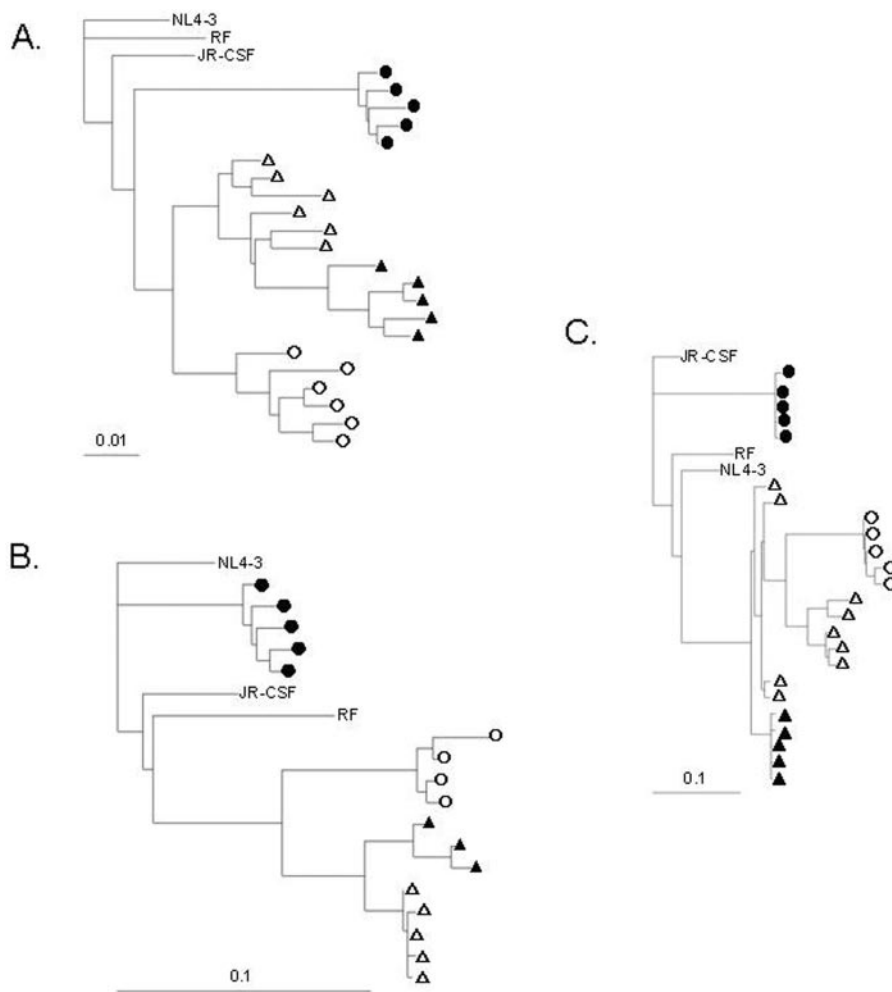 A.
NL4-3
RF
JR-CSF
0.01
B.
NL4-3
JR-CSF
RF
0.1
C.
JR-CSF
RF
NL4-3
0.1